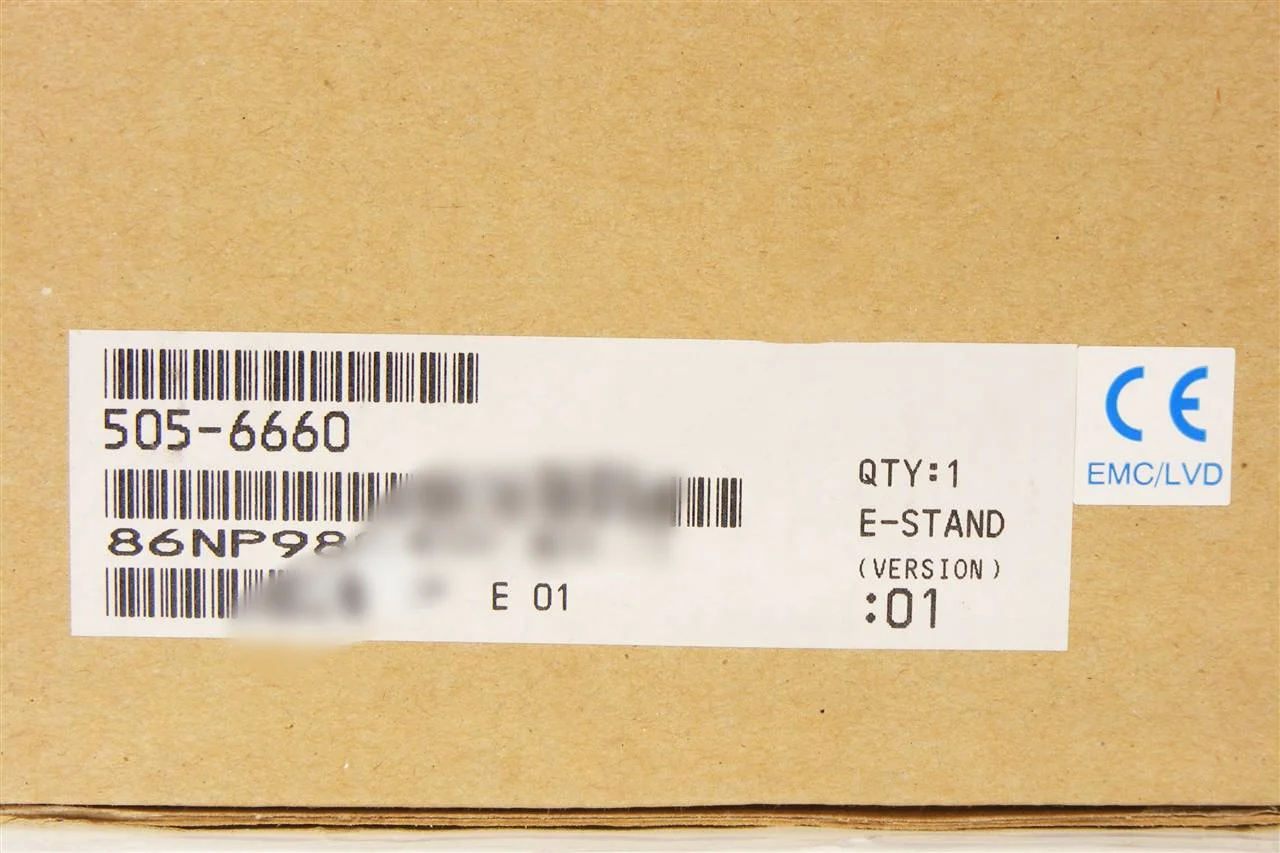 505-6660
86NP98
E 01
QTY:1
E-STAND
(VERSION)
:01
CE
EMC/LVD